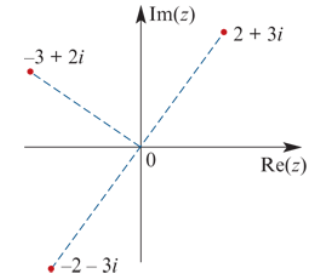 Im(z)
2 + 3i
–3 + 2i
0
Re(z)
–2 – 3i